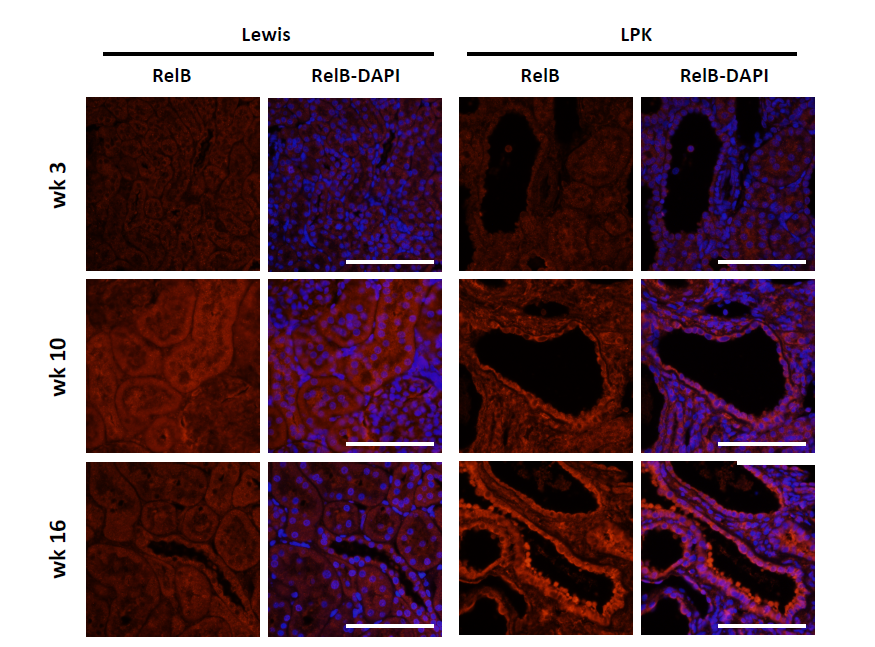 Lewis LPK
RelB RelB-DAPI RelB RelB-DAPI
wk 3
wk 10
wk 16